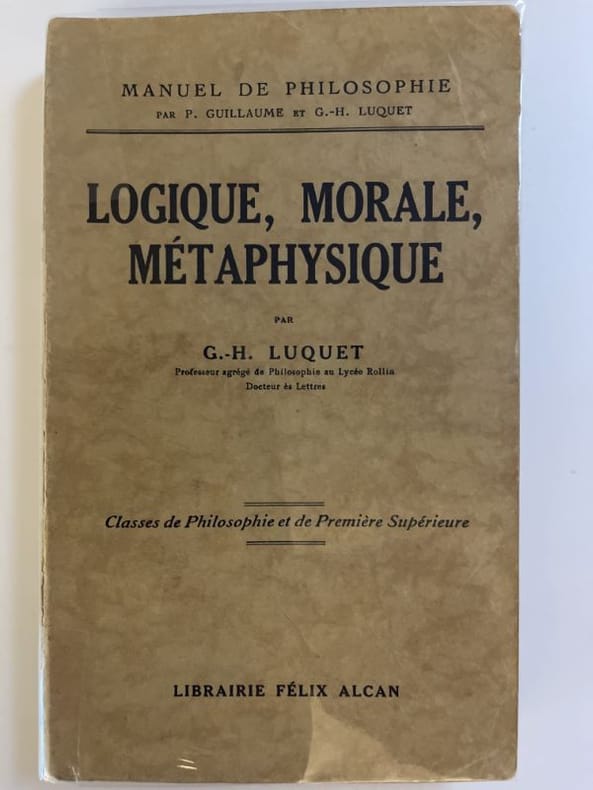 MANUEL DE PHILOSOPHIE
PAR P. GUILLAUME ET G.-H. LUQUET
LOGIQUE, MORALE,
MÉTAPHYSIQUE
PAR
G.-H. LUQUET
Professeur agrégé de Philosophie au Lycée Rollin
Docteur ès Lettres
Classes de Philosophie et de Première Supérieure
LIBRAIRIE FÉLIX ALCAN